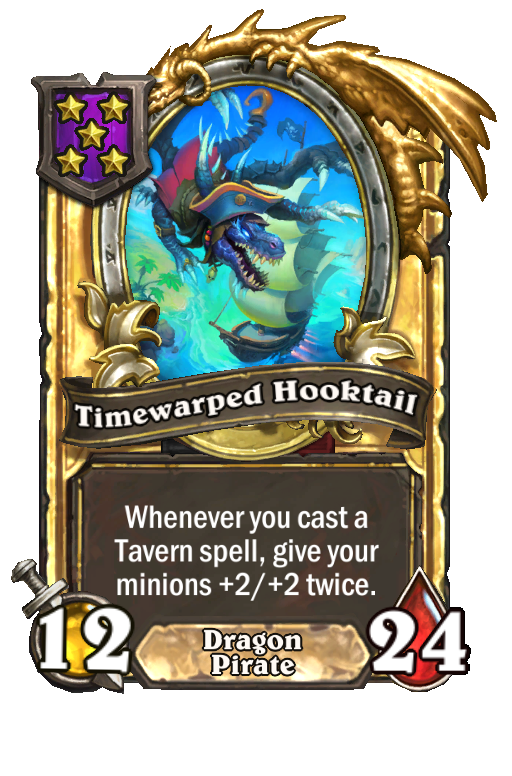 Timewarped Hooktail
Whenever you cast a
Tavern spell, give your
minions +2/+2 twice.
12
Dragon
Pirate
24